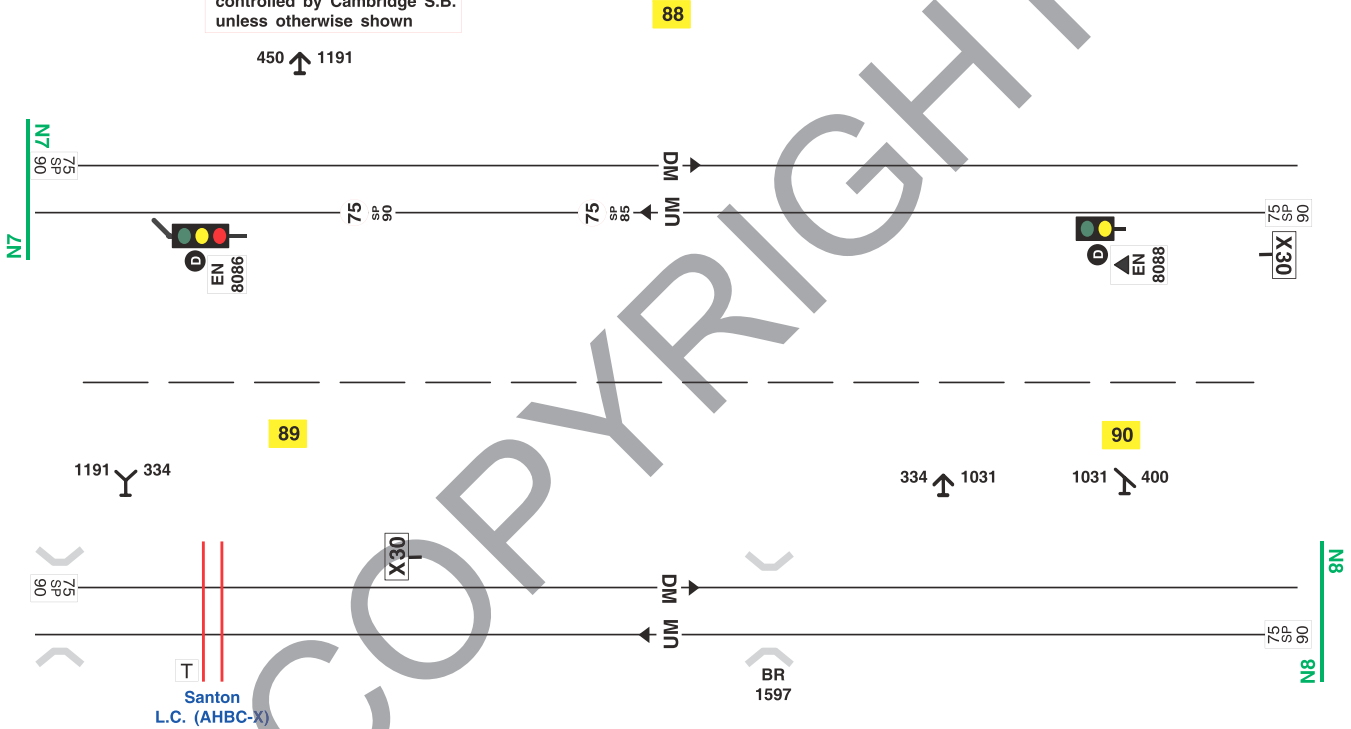 controlled by Cambridge S.B.
unless otherwise shown
88
450 1191
N7
75 SP 90
DM
75 SP 90
75 SP 85
UM
75 SP 90
N7
D
EN 8086
D
EN 8088
X30
89
90
1191 334
334 1031
1031 400
X30
N8
75 SP 90
DM
UM
75 SP 90
N8
T
BR
1597
Santon
L.C. (AHBC-X)
COPYRIGHT